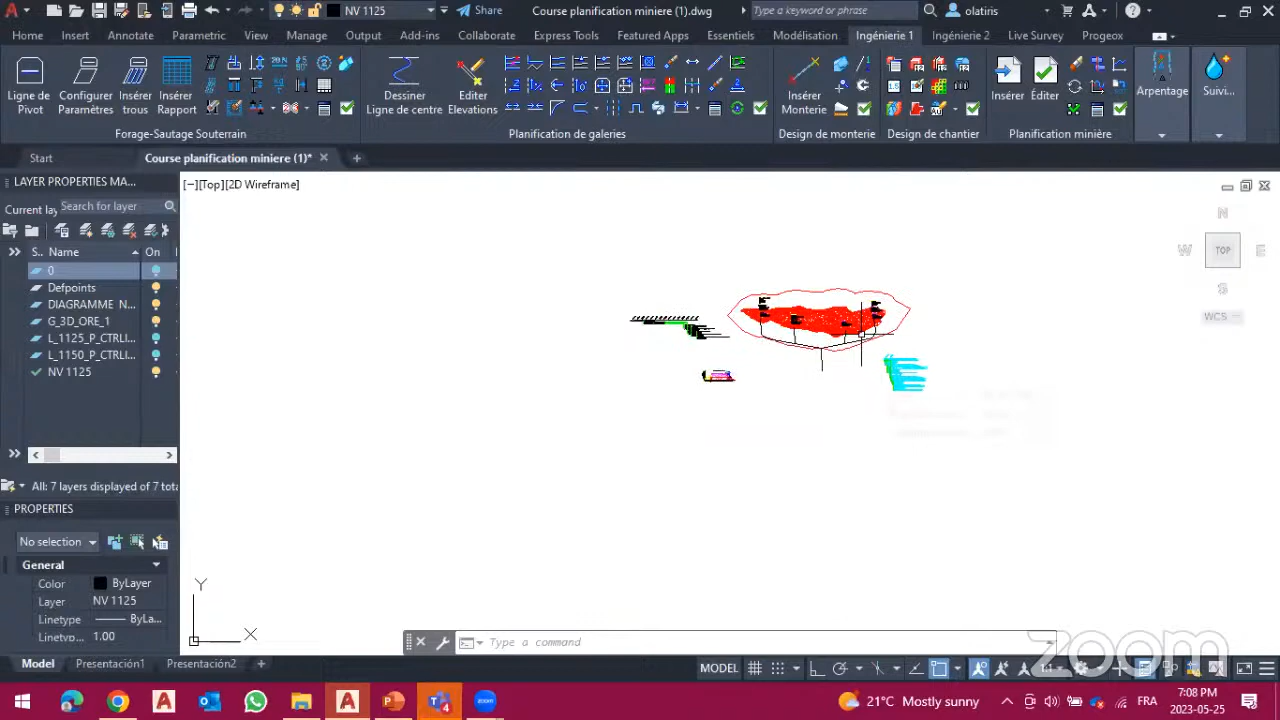 NV 1125
Share
Course planification miniere (1).dwg
Type a keyword or phrase
olatiris
Home Insert Annotate Parametric View Manage Output Add-ins Collaborate Express Tools Featured Apps Essentiels Modélisation Ingénierie 1 Ingénierie 2 Live Survey Progeox
Ligne de Pivot
Configurer Paramètres
Insérer trous
Insérer Rapport
Dessiner Ligne de centre
Editer Elevations
Insérer Monterie
Insérer
Éditer
Arpentage
Suivi...
Forage-Sautage Souterrain
Planification de galeries
Design de monterie
Design de chantier
Planification minière
Start
Course planification miniere (1)*
LAYER PROPERTIES MA...
[−][Top][2D Wireframe]
Current lay
Search for layer
S.. Name On
0
Defpoints
DIAGRAMME N...
G_3D_ORE_1
L_1125_P_CTRLI...
L_1150_P_CTRLI...
NV 1125
All: 7 layers displayed of 7 tota
N
W
TOP
E
S
WCS
PROPERTIES
No selection
General
Color ByLayer
Layer NV 1125
Linetype ByLa...
Linetyp... 1.00
Y
X
Type a command
zoom
Model Présentación1 Présentación2
MODEL
1:1
21°C Mostly sunny
FRA
7:08 PM
2023-05-25